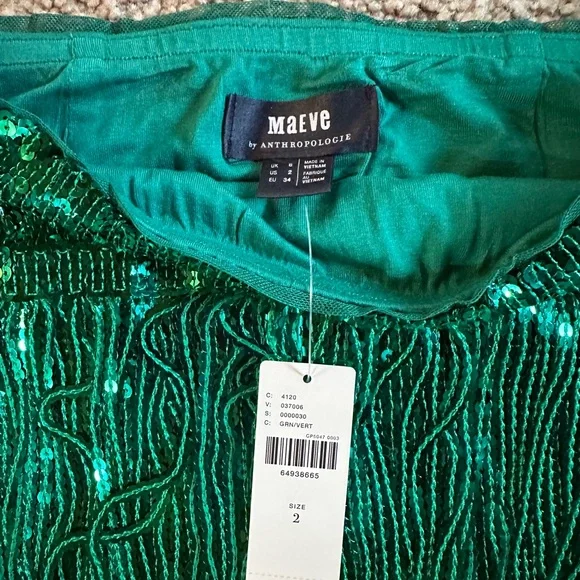 MAEVE
by ANTHROPOLOGIE
UK 6 MADE IN
US 2 VIETNAM
EU 34 FABRIQUÉ
AU VIETNAM
C: 4120
V: 037006
S: 0000030
C: GRN/VERT
64938665
SIZE
2